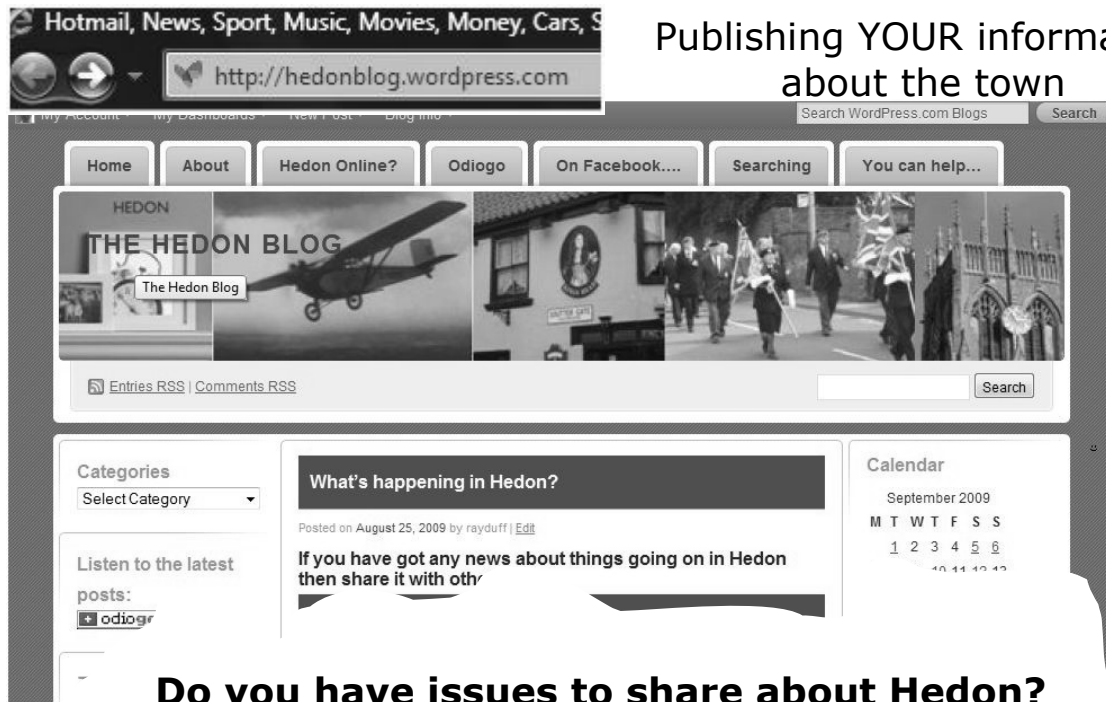 Hotmail, News, Sport, Music, Movies, Money, Cars,
http://hedonblog.wordpress.com
Publishing YOUR
about the town
My Account My Dashboards New Post Blog Info
Search WordPress.com Blogs Search
Home About Hedon Online? Odiogo On Facebook.... Searching You can help...
HEDON
THE HEDON BLOG
The Hedon Blog
Entries RSS | Comments RSS
Search
Categories
Select Category
Listen to the latest
posts:
What's happening in Hedon?
Posted on August 25, 2009 by rayduff | Edit
If you have got any news about things going on in Hedon
then share it with
Calendar
September 2009
M T W T F S S
1 2 3 4 5 6
10 11 12 13
Do you have issues to share about Hedon?